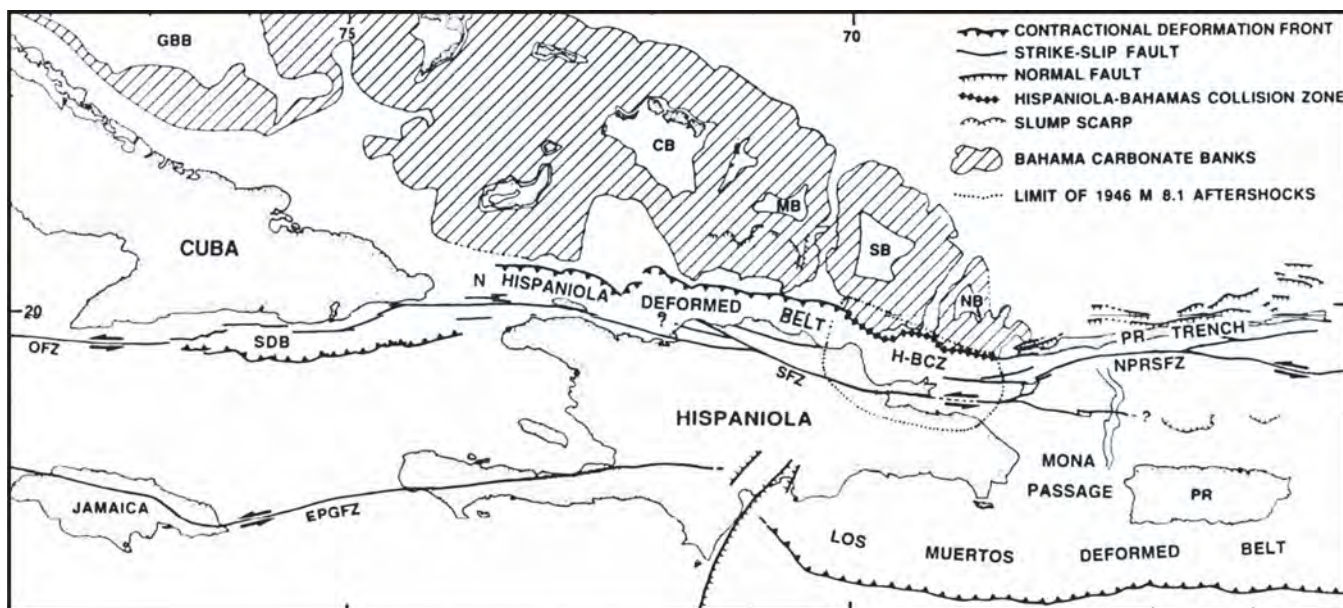 75
70
GBB
CONTRACTIONAL DEFORMATION FRONT
STRIKE-SLIP FAULT
NORMAL FAULT
HISPANIOLA-BAHAMAS COLLISION ZONE
SLUMP SCARP
BAHAMA CARBONATE BANKS
LIMIT OF 1946 M 8.1 AFTERSHOCKS
CB
25
MB
CUBA
SB
N HISPANIOLA DEFORMED BELT
NB
20
?
PR TRENCH
OFZ
SDB
H-BCZ
NPRSFZ
SFZ
HISPANIOLA
?
MONA
PASSAGE
PR
JAMAICA
EPGFZ
LOS MUERTOS DEFORMED BELT